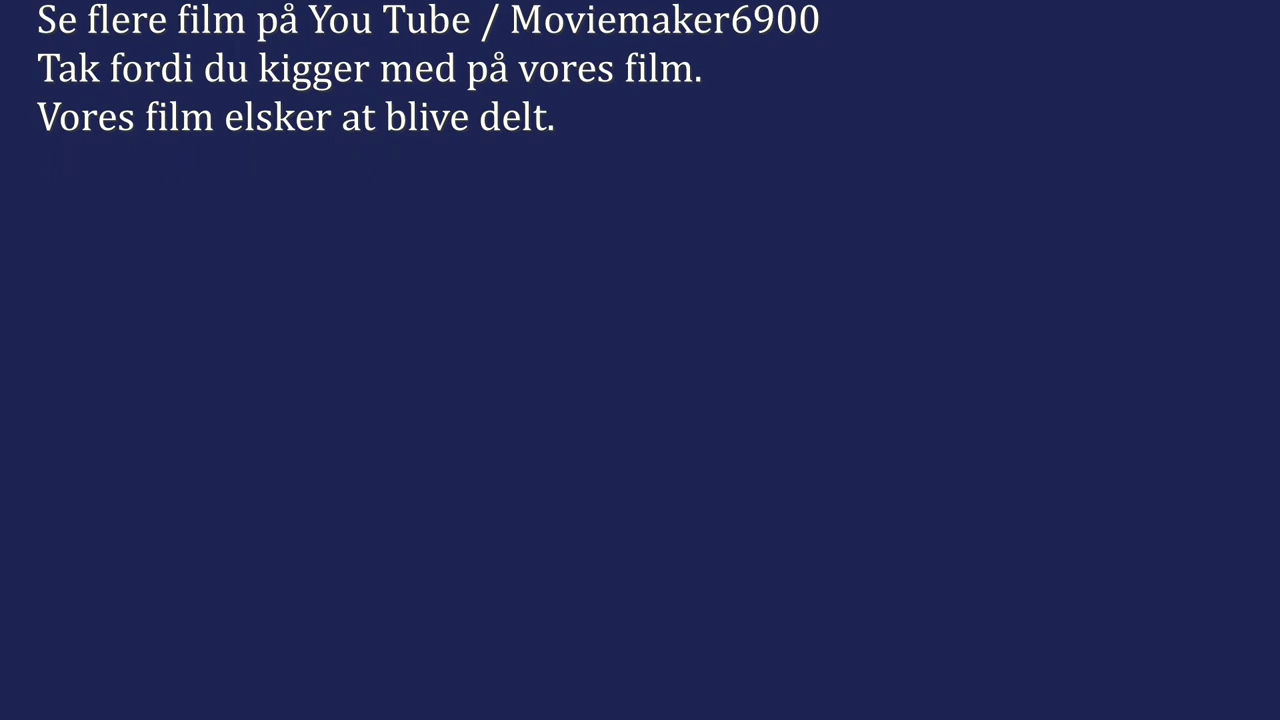 Se flere film på You Tube / Moviemaker6900
Tak fordi du kigger med på vores film.
Vores film elsker at blive delt.